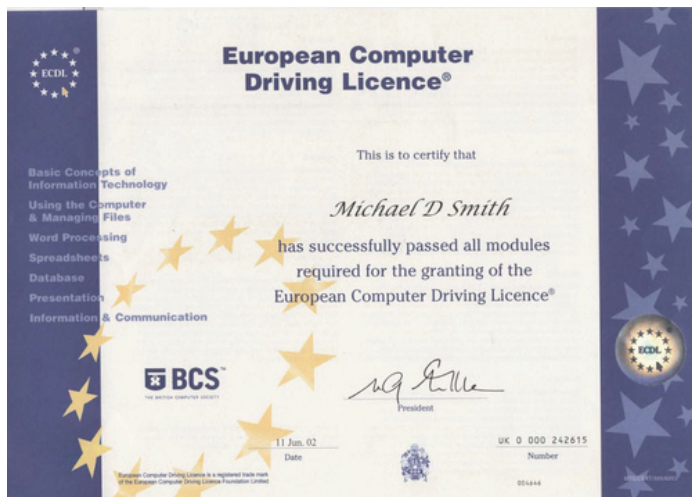 ECDL
European Computer
Driving Licence®
Basic Concepts of
Information Technology
Using the Computer
& Managing Files
Word Processing
Spreadsheets
Database
Presentation
Information & Communication
This is to certify that
Michael D Smith
has successfully passed all modules
required for the granting of the
European Computer Driving Licence®
ECDL
BCS™
THE BRITISH COMPUTER SOCIETY
President
11 Jun. 02
Date
UK 0 000 242615
Number
European Computer Driving Licence is a registered trade mark
of the European Computer Driving Licence Foundation Limited
004646